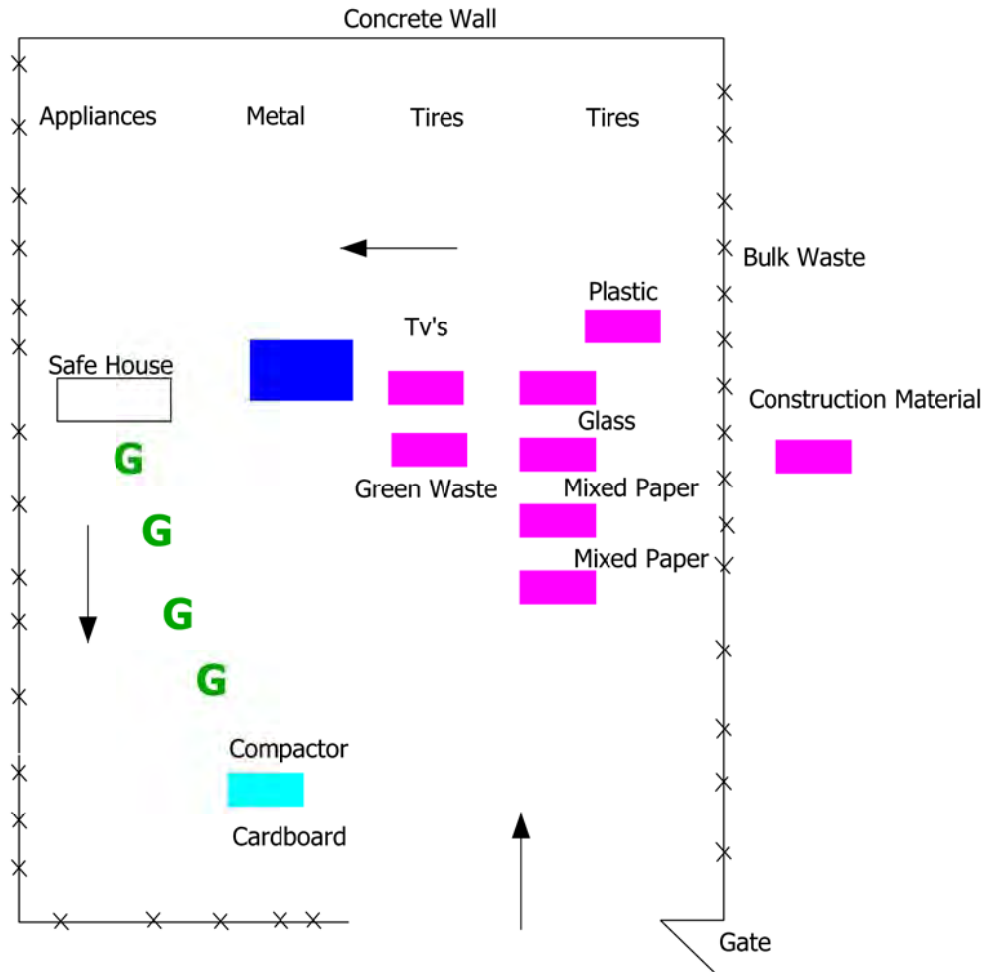 Concrete Wall
Appliances
Metal
Tires
Tires
Bulk Waste
Plastic
Tv's
Safe House
Construction Material
Glass
G
Green Waste
Mixed Paper
G
Mixed Paper
G
G
Compactor
Cardboard
Gate